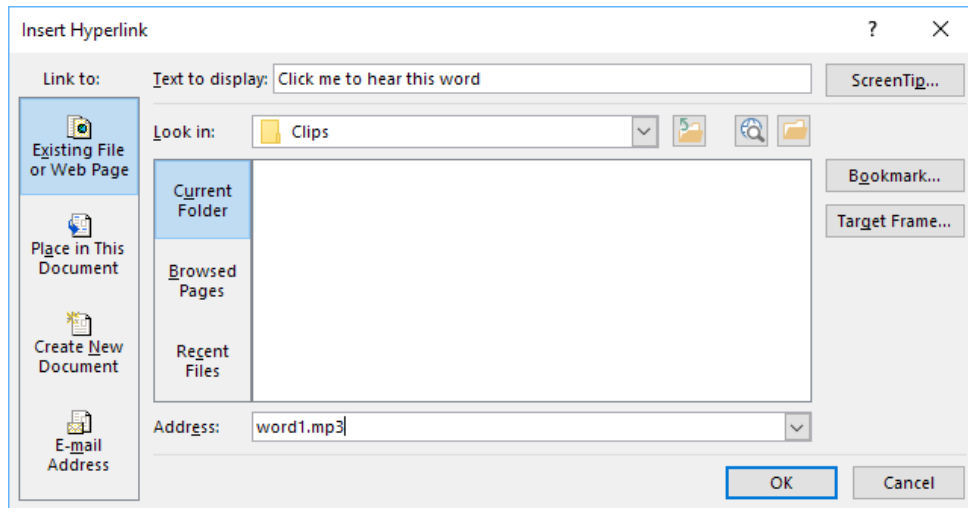 Insert Hyperlink
?
Link to:
Text to display: Click me to hear this word
ScreenTip...
Existing File
or Web Page
Look in: Clips
Current
Folder
Bookmark...
Place in This
Document
Target Frame...
Browsed
Pages
Create New
Document
Recent
Files
E-mail
Address
Address: word1.mp3
OK
Cancel